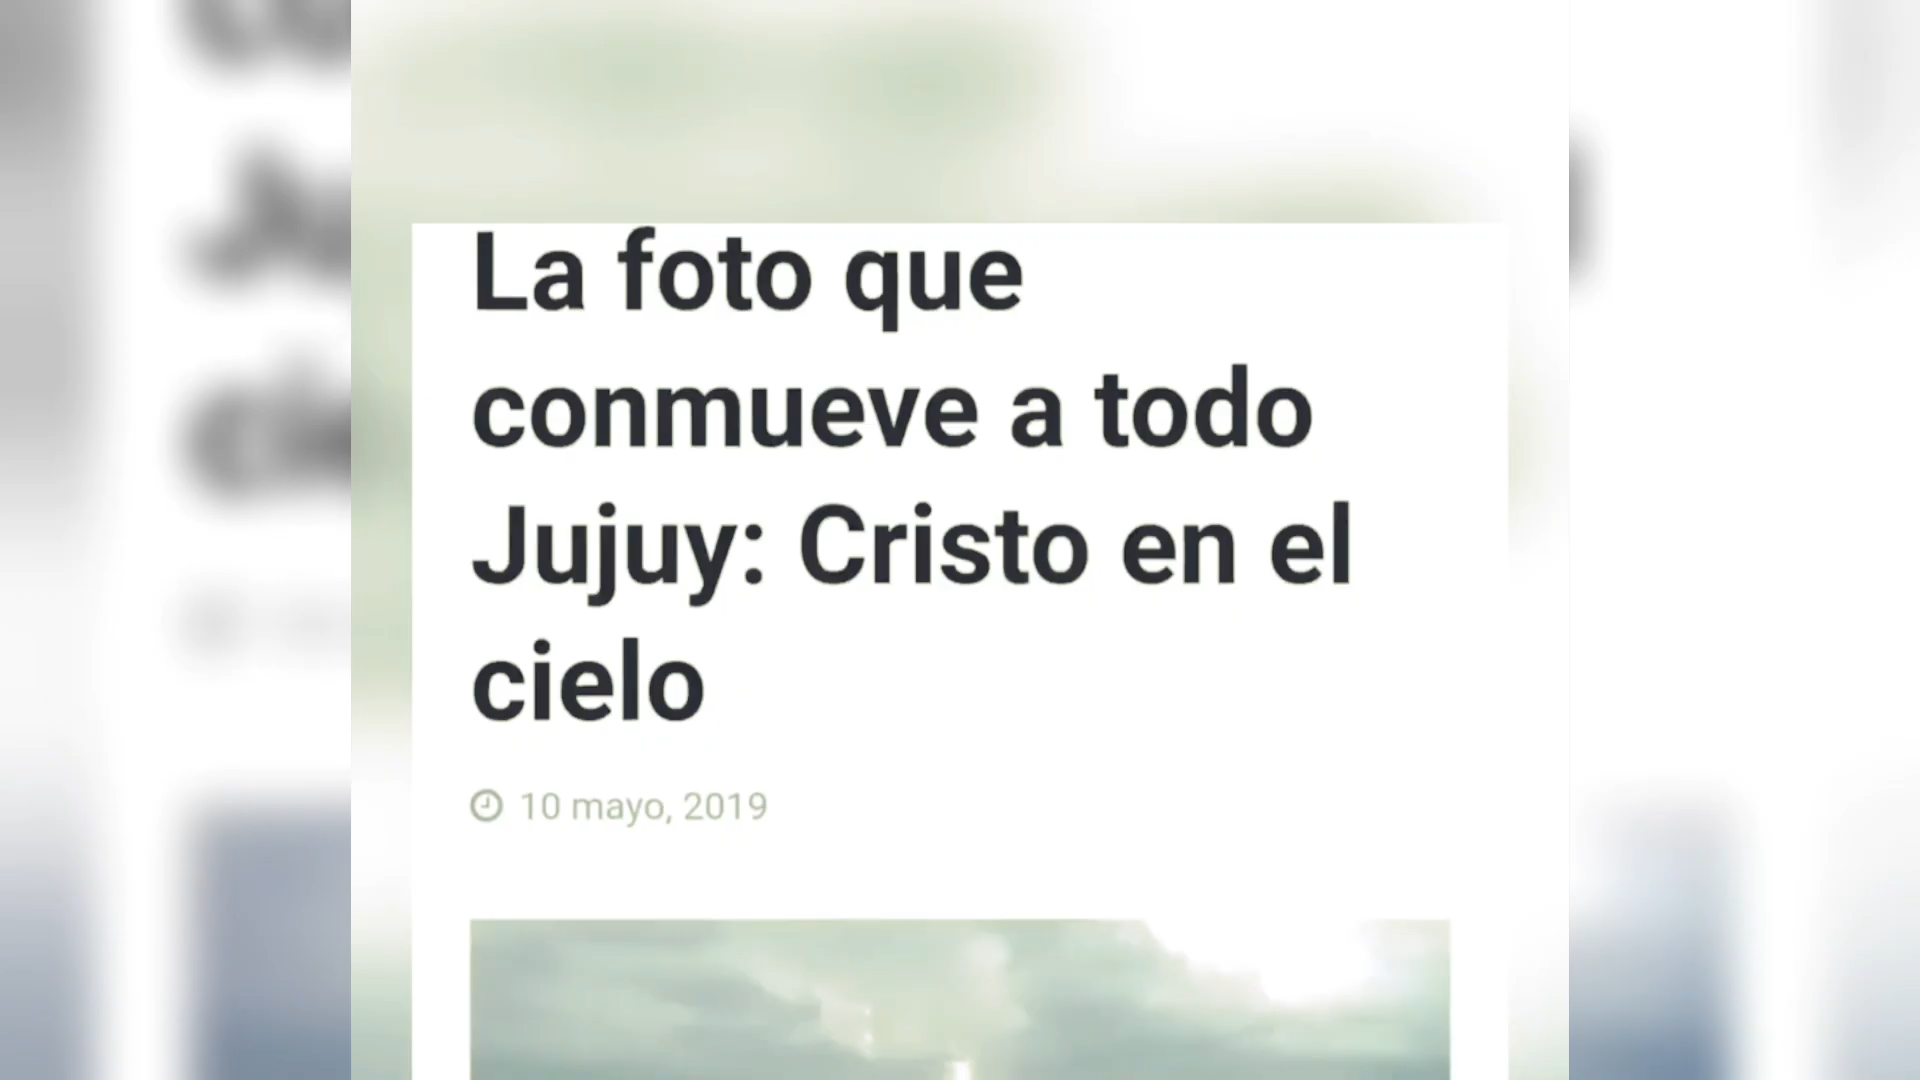 La foto que
conmueve a todo
Jujuy: Cristo en el
cielo
10 mayo, 2019